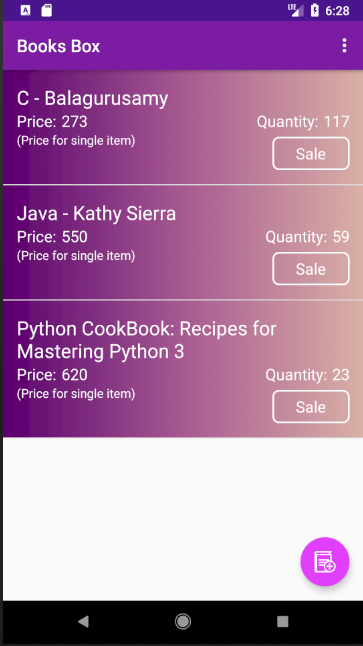 A LTE 6:28
Books Box
C - Balagurusamy
Price: 273 Quantity: 117
(Price for single item)
Sale
Java - Kathy Sierra
Price: 550 Quantity: 59
(Price for single item)
Sale
Python CookBook: Recipes for
Mastering Python 3
Price: 620 Quantity: 23
(Price for single item)
Sale